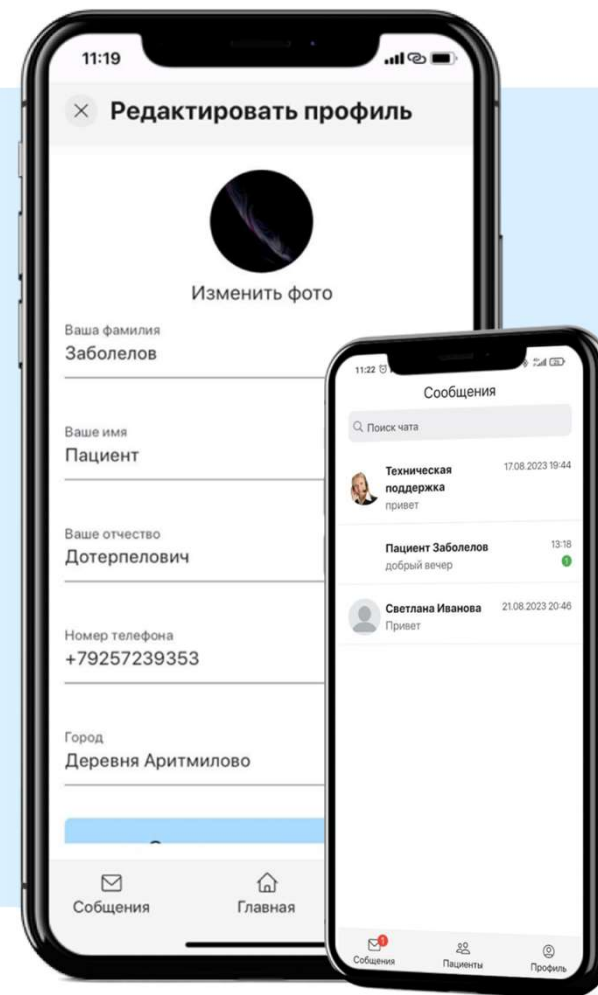 11:19
Редактировать профиль
Изменить фото
Ваша фамилия
Заболелов
Ваше имя
Пациент
Ваше отчество
Дотерпелович
Номер телефона
+79257239353
Город
Деревня Аритмилово
Собщения
Главная
11:22
Сообщения
Поиск чата
Техническая
17.08.2023 19:44
поддержка
привет
Пациент Заболелов
13:18
добрый вечер
1
Светлана Иванова
21.08.2023 20:46
Привет
1
Собщения
Пациенты
Профиль